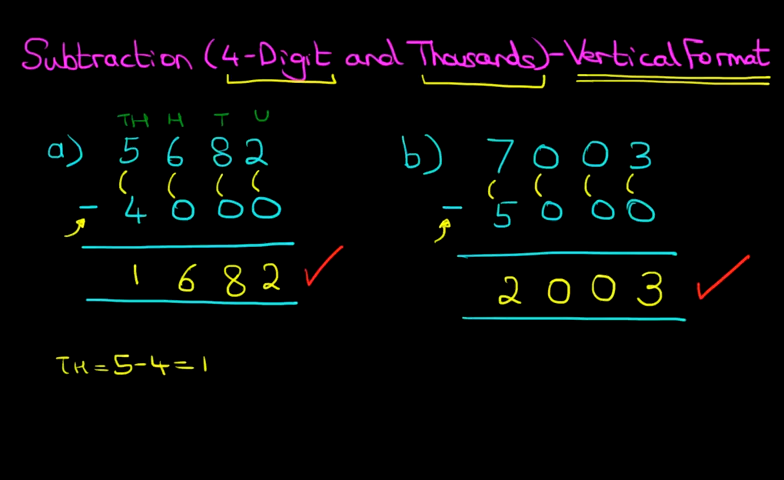 Subtraction (4-Digit and Thousands)-Vertical Format
TH H T U
a) 5 6 8 2
- 4 0 0 0
1 6 8 2
b) 7 0 0 3
- 5 0 0 0
2 0 0 3
TH = 5-4 = 1